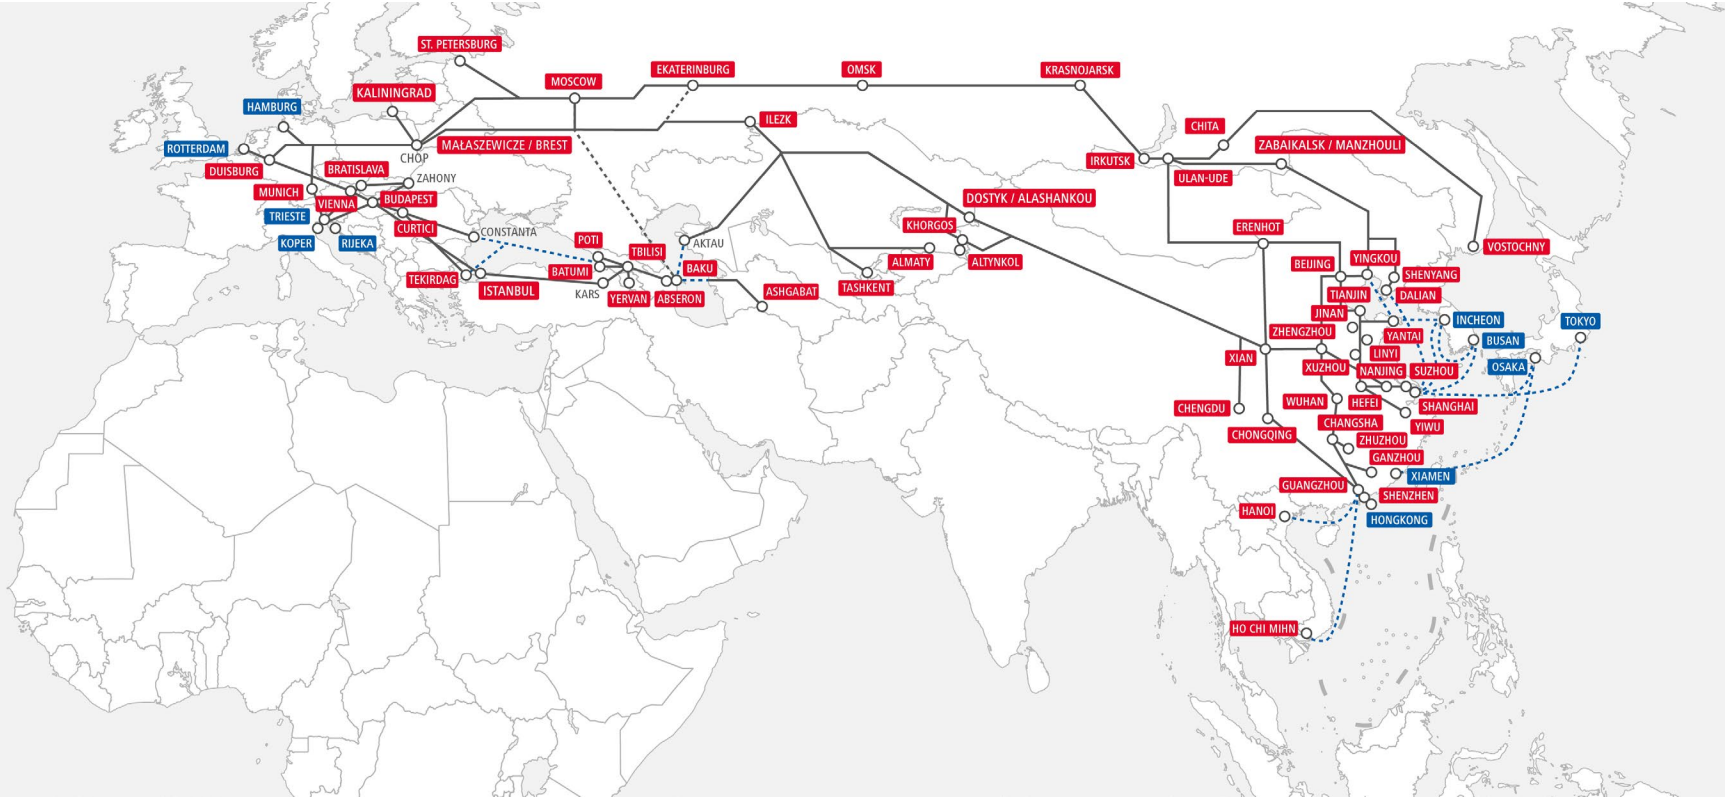 ST. PETERSBURG
MOSCOW
EKATERINBURG
OMSK
KRASNOJARSK
KALININGRAD
HAMBURG
ILEZK
CHITA
ROTTERDAM
MAŁASZEWICZE / BREST
ZABAIKALSK / MANZHOULI
CHOP
IRKUTSK
DUISBURG
BRATISLAVA
ZAHONY
ULAN-UDE
MUNICH
VIENNA
BUDAPEST
DOSTYK / ALASHANKOU
TRIESTE
CURTICI
KHORGOS
ERENHOT
CONSTANTA
KOPER
RIJEKA
POTI
AKTAU
VOSTOCHNY
TBILISI
ALMATY
ALTYNKOL
BEIJING
YINGKOU
BATUMI
BAKU
SHENYANG
TEKIRDAG
ISTANBUL
KARS
YERVAN
ABSERON
ASHGABAT
TASHKENT
TIANJIN
DALIAN
JINAN
INCHEON
TOKYO
ZHENGZHOU
YANTAI
BUSAN
XIAN
LINYI
XUZHOU
NANJING
SUZHOU
OSAKA
CHENGDU
WUHAN
HEFEI
SHANGHAI
CHANGSHA
YIWU
CHONGQING
ZHUZHOU
GANZHOU
XIAMEN
GUANGZHOU
SHENZHEN
HANOI
HONGKONG
HO CHI MIHN